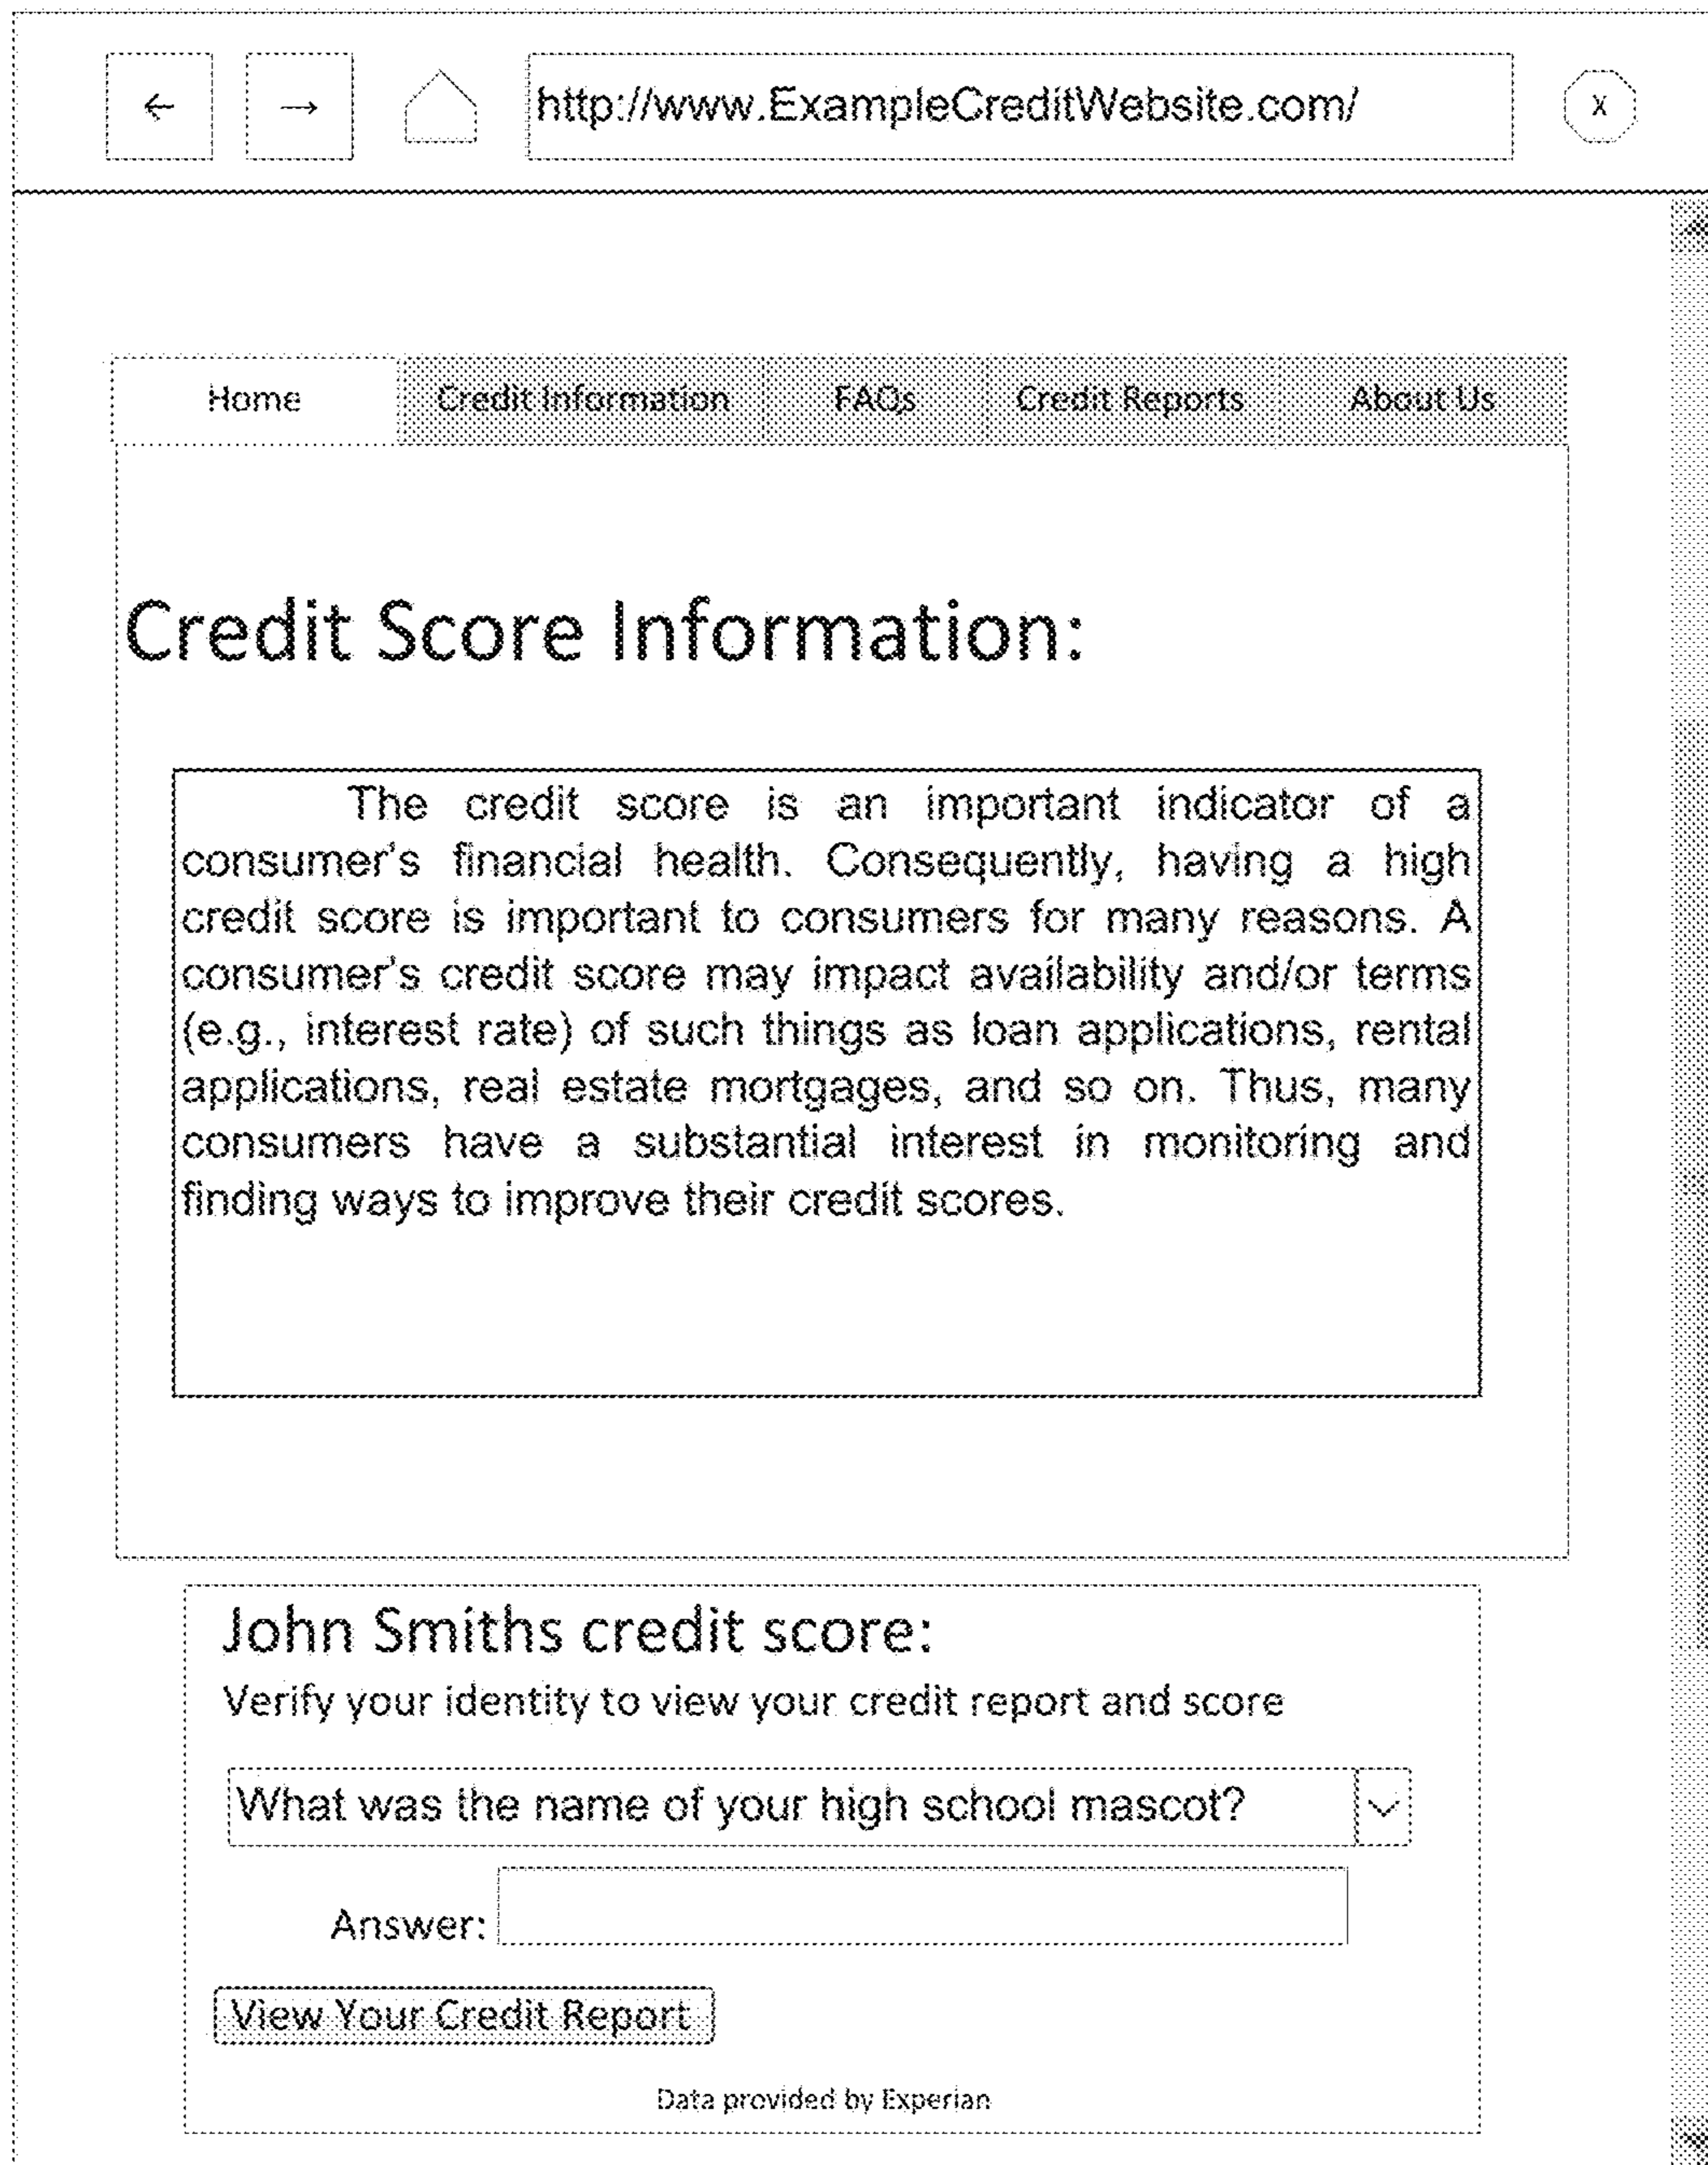 http://www.ExampleCreditWebsite.com/
X
Home Credit Information FAQs Credit Reports About Us
Credit Score Information:
The credit score is an important indicator of a
consumer's financial health. Consequently, having a high
credit score is important to consumers for many reasons. A
consumer's credit score may impact availability and/or terms
(e.g., interest rate) of such things as loan applications, rental
applications, real estate mortgages, and so on. Thus, many
consumers have a substantial interest in monitoring and
finding ways to improve their credit scores.
John Smiths credit score:
Verify your identity to view your credit report and score
What was the name of your high school mascot?
Answer:
View Your Credit Report
Data provided by Experian